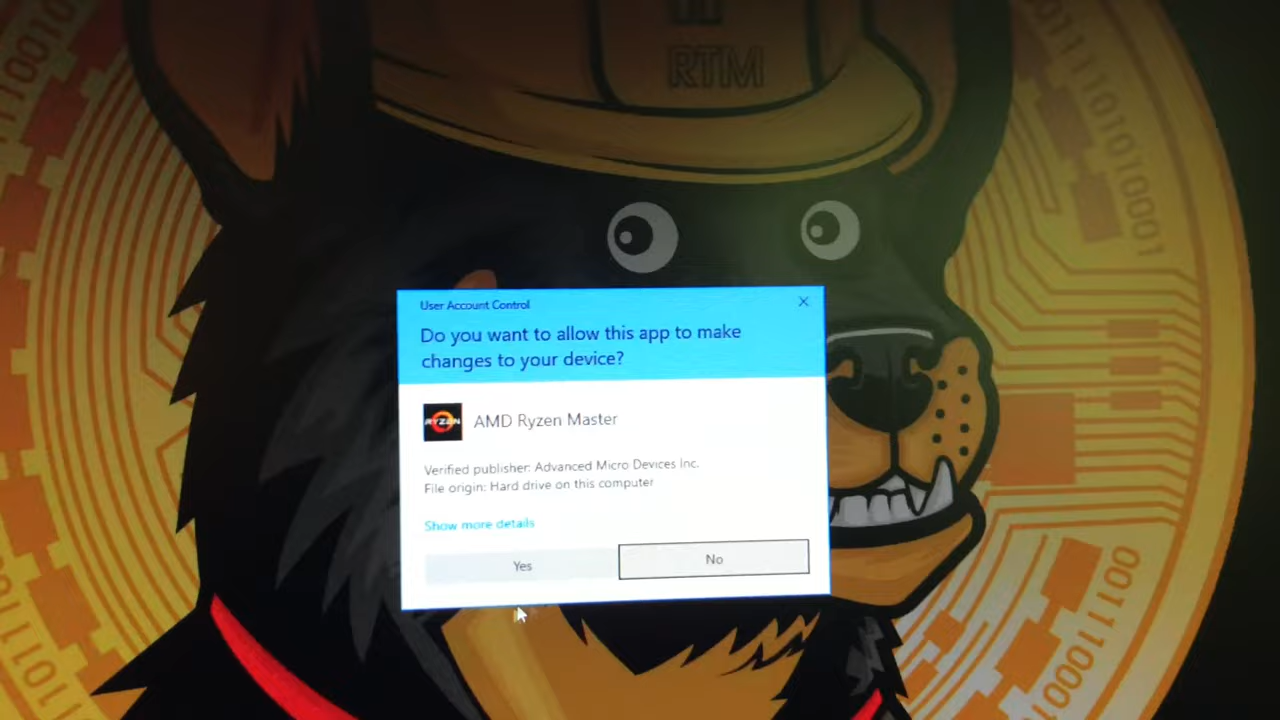 RTM
User Account Control
Do you want to allow this app to make
changes to your device?
RYZEN
AMD Ryzen Master
Verified publisher: Advanced Micro Devices Inc.
File origin: Hard drive on this computer
Show more details
Yes
No